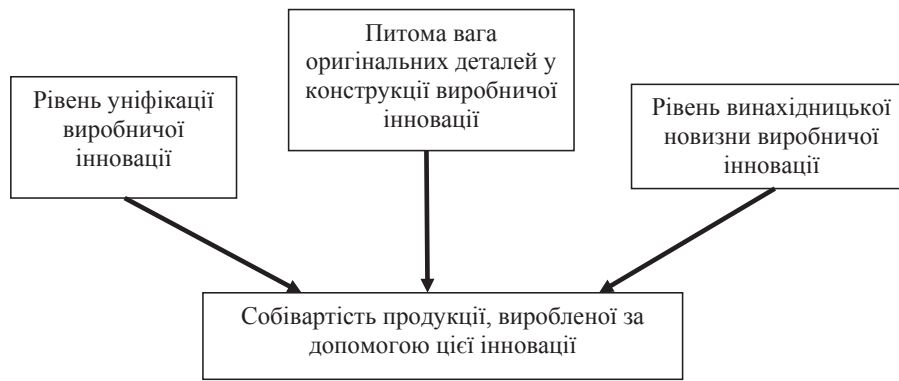 Рівень уніфікації
виробничої
інновації
Питома вага
оригінальних деталей у
конструкції виробничої
інновації
Рівень винахідницької
новизни виробничої
інновації
Собівартість продукції, виробленої за
допомогою цієї інновації